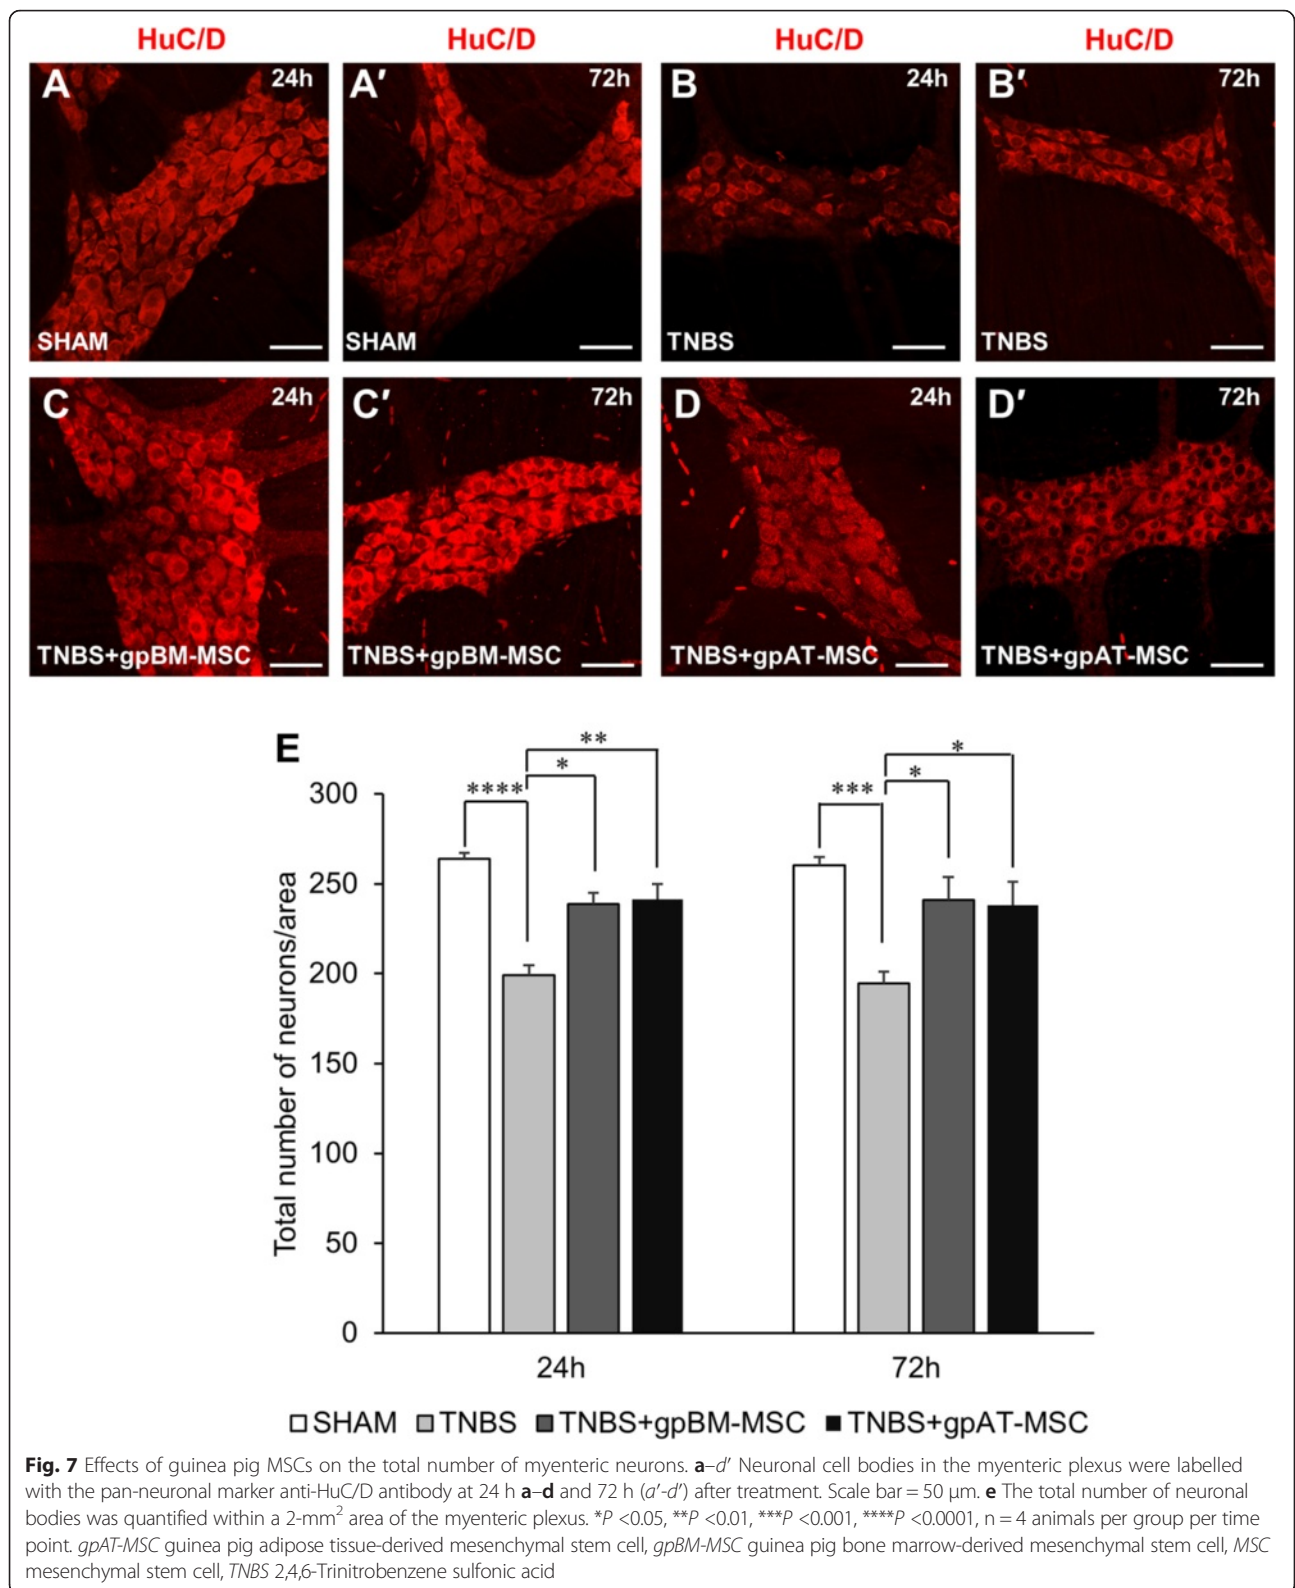 HuC/D HuC/D HuC/D HuC/D
A 24h A′ 72h B 24h B′ 72h
SHAM SHAM TNBS TNBS
C 24h C′ 72h D 24h D′ 72h
TNBS+gpBM-MSC TNBS+gpBM-MSC TNBS+gpAT-MSC TNBS+gpAT-MSC
E
** *
* *
**** ***
Total number of neurons/area
300
250
200
150
100
50
0
24h 72h
SHAM TNBS TNBS+gpBM-MSC TNBS+gpAT-MSC
Fig. 7 Effects of guinea pig MSCs on the total number of myenteric neurons. a–d′ Neuronal cell bodies in the myenteric plexus were labelled
with the pan-neuronal marker anti-HuC/D antibody at 24 h a–d and 72 h (a′-d′) after treatment. Scale bar = 50 μm. e The total number of neuronal
bodies was quantified within a 2-mm² area of the myenteric plexus. *P <0.05, **P <0.01, ***P <0.001, ****P <0.0001, n = 4 animals per group per time
point. gpAT-MSC guinea pig adipose tissue-derived mesenchymal stem cell, gpBM-MSC guinea pig bone marrow-derived mesenchymal stem cell, MSC
mesenchymal stem cell, TNBS 2,4,6-Trinitrobenzene sulfonic acid